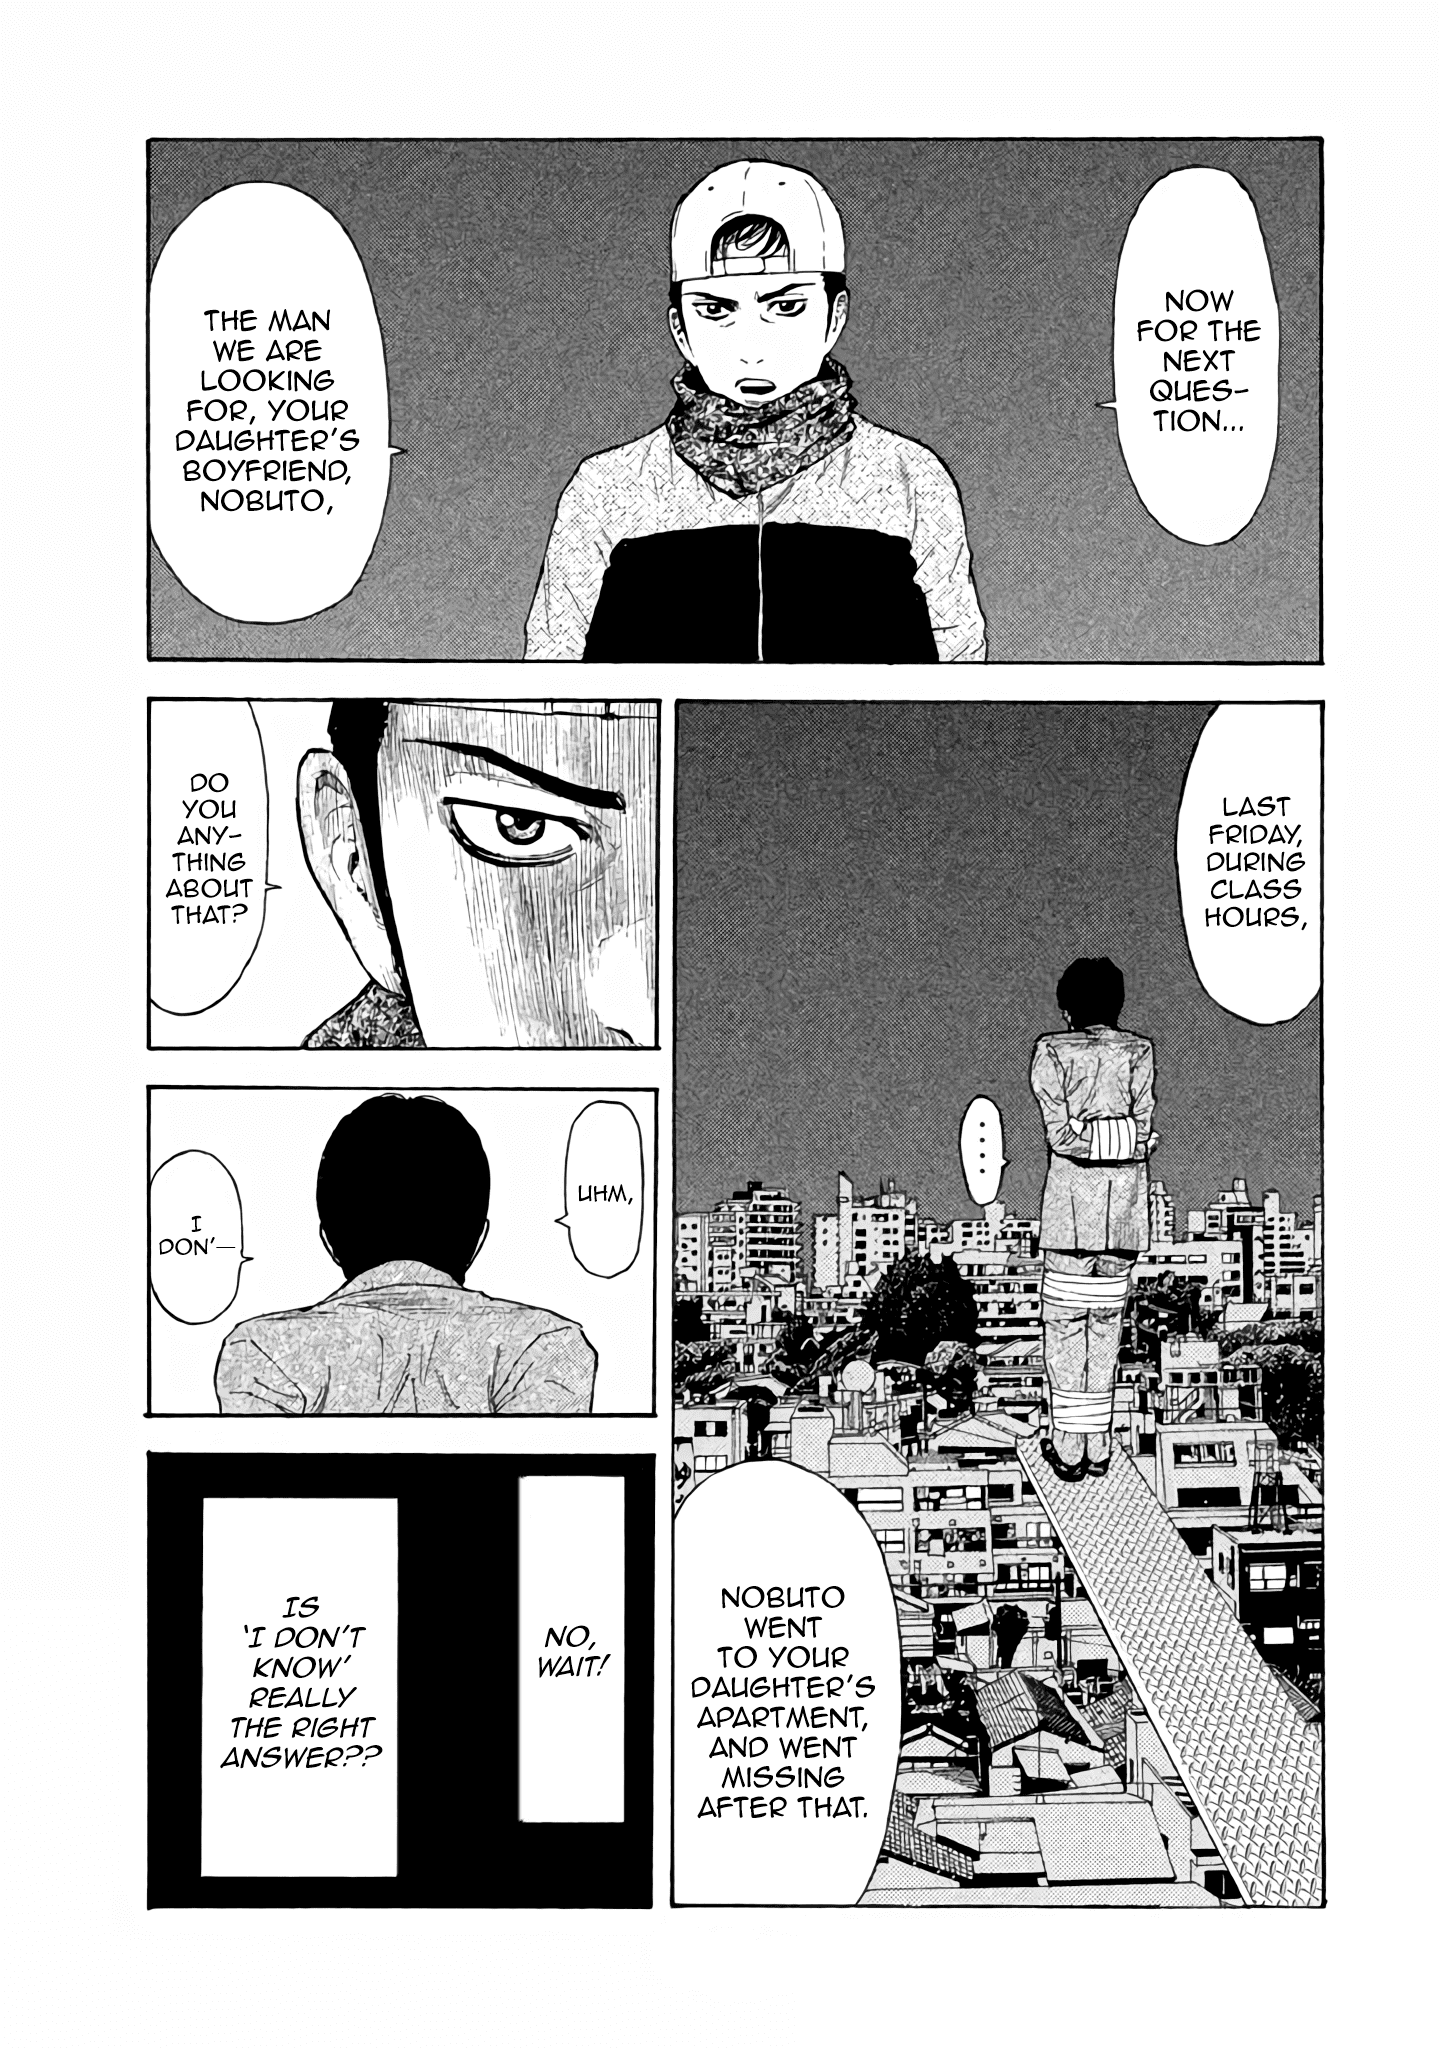 NOW
FOR THE
NEXT
QUES-
TION...
THE MAN
WE ARE
LOOKING
FOR, YOUR
DAUGHTER'S
BOYFRIEND,
NOBUTO,
LAST
FRIDAY,
DURING
CLASS
HOURS,
....
NOBUTO
WENT
TO YOUR
DAUGHTER'S
APARTMENT,
AND WENT
MISSING
AFTER THAT.
DO
YOU
ANY-
THING
ABOUT
THAT?
UHM,
I
DON'—
NO,
WAIT!
IS
'I DON'T
KNOW'
REALLY
THE RIGHT
ANSWER??